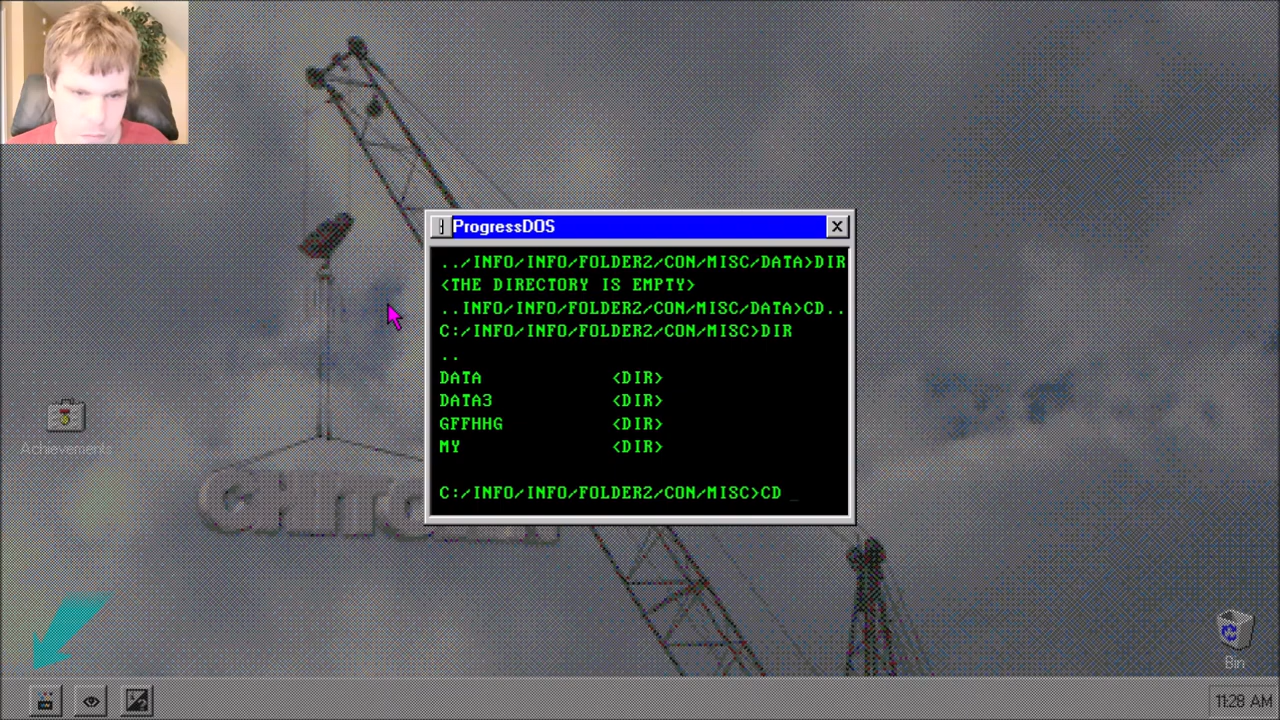 ProgressDOS
../INFO/INFO/FOLDER2/CON/MISC/DATA>DIR
<THE DIRECTORY IS EMPTY>
..INFO/INFO/FOLDER2/CON/MISC/DATA>CD..
C:/INFO/INFO/FOLDER2/CON/MISC>DIR
..
DATA <DIR>
DATA3 <DIR>
GFFHHG <DIR>
MY <DIR>
C:/INFO/INFO/FOLDER2/CON/MISC>CD _
Achievements
Bin
11:28 AM